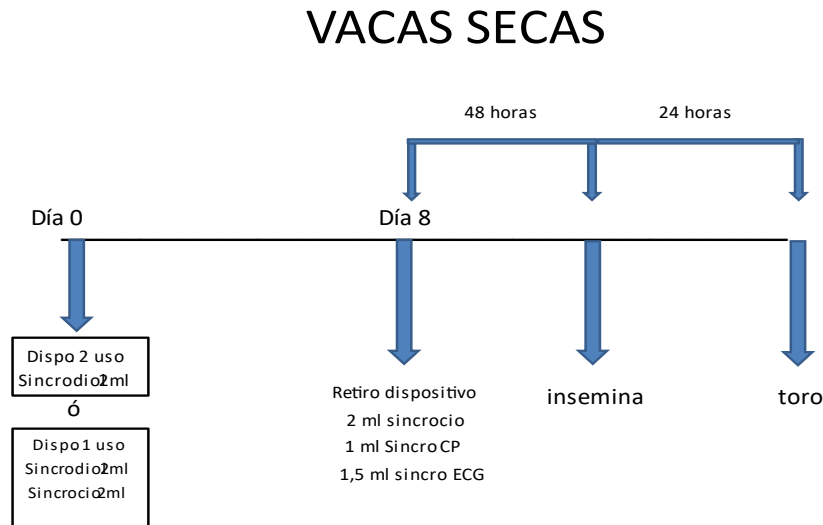 VACAS SECAS
48 horas
24 horas
Día 0
Día 8
Dispo 2 uso
Sincrodiol 2ml
ó
Dispo 1 uso
Sincrodiol 2ml
Sincrocio 2ml
Retiro dispositivo
2 ml sincrocio
1 ml Sincro CP
1,5 ml sincro ECG
insemina
toro